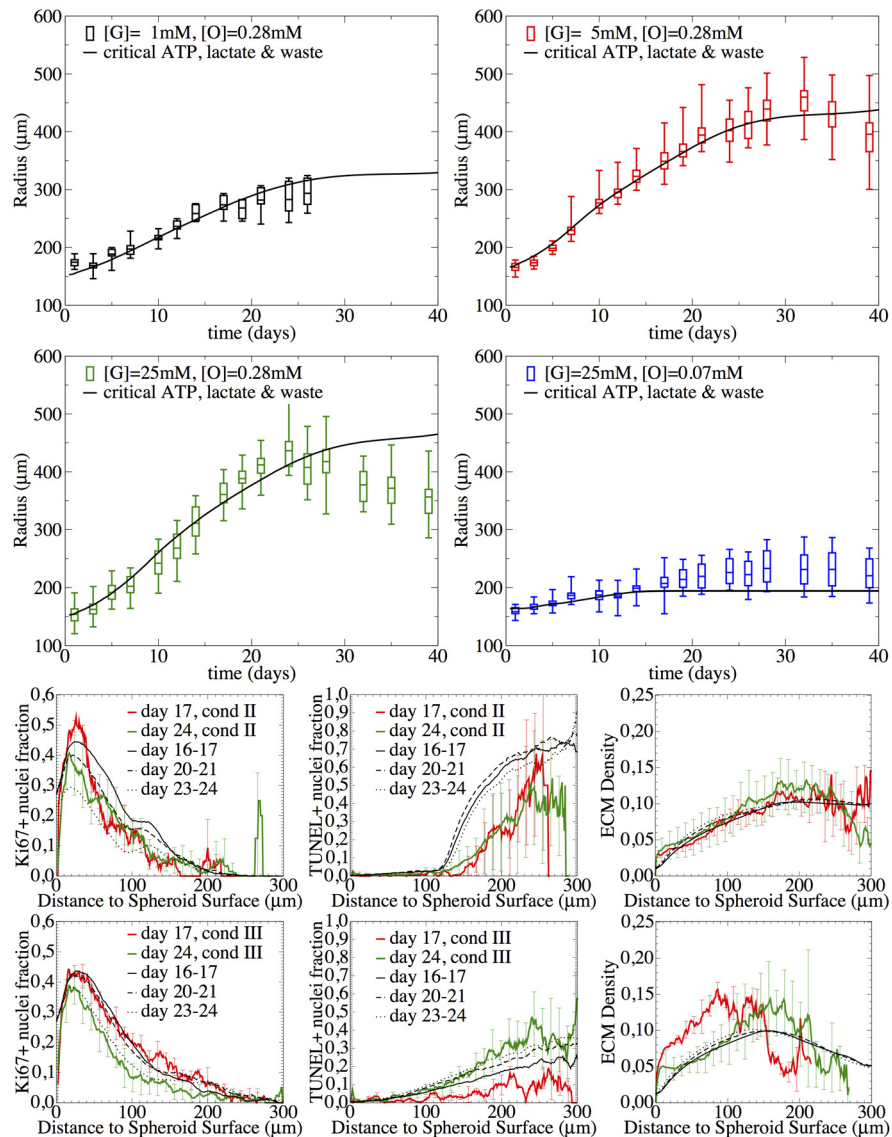 600
500
400
300
200
100
Radius (μm)
[G]= 1mM, [O]=0.28mM
critical ATP, lactate & waste
0
10
20
30
40
time (days)
600
500
400
300
200
100
Radius (μm)
[G]= 5mM, [O]=0.28mM
critical ATP, lactate & waste
0
10
20
30
40
time (days)
600
500
400
300
200
100
Radius (μm)
[G]=25mM, [O]=0.28mM
critical ATP, lactate & waste
0
10
20
30
40
time (days)
600
500
400
300
200
100
Radius (μm)
[G]=25mM, [O]=0.07mM
critical ATP, lactate & waste
0
10
20
30
40
time (days)
0,6
0,5
0,4
0,3
0,2
0,1
0,0
Ki67+ nuclei fraction
day 17, cond II
day 24, cond II
day 16-17
day 20-21
day 23-24
0
100
200
300
Distance to Spheroid Surface (μm)
1,0
0,9
0,8
0,7
0,6
0,5
0,4
0,3
0,2
0,1
0,0
TUNEL+ nuclei fraction
day 17, cond II
day 24, cond II
day 16-17
day 20-21
day 23-24
0
100
200
300
Distance to Spheroid Surface (μm)
0,25
0,20
0,15
0,10
0,05
0,00
ECM Density
0
100
200
300
Distance to Spheroid Surface (μm)
0,6
0,5
0,4
0,3
0,2
0,1
0,0
Ki67+ nuclei fraction
day 17, cond III
day 24, cond III
day 16-17
day 20-21
day 23-24
0
100
200
300
Distance to Spheroid Surface (μm)
1,0
0,9
0,8
0,7
0,6
0,5
0,4
0,3
0,2
0,1
0,0
TUNEL+ nuclei fraction
day 17, cond III
day 24, cond III
day 16-17
day 20-21
day 23-24
0
100
200
300
Distance to Spheroid Surface (μm)
0,25
0,20
0,15
0,10
0,05
0,00
ECM Density
0
100
200
300
Distance to Spheroid Surface (μm)